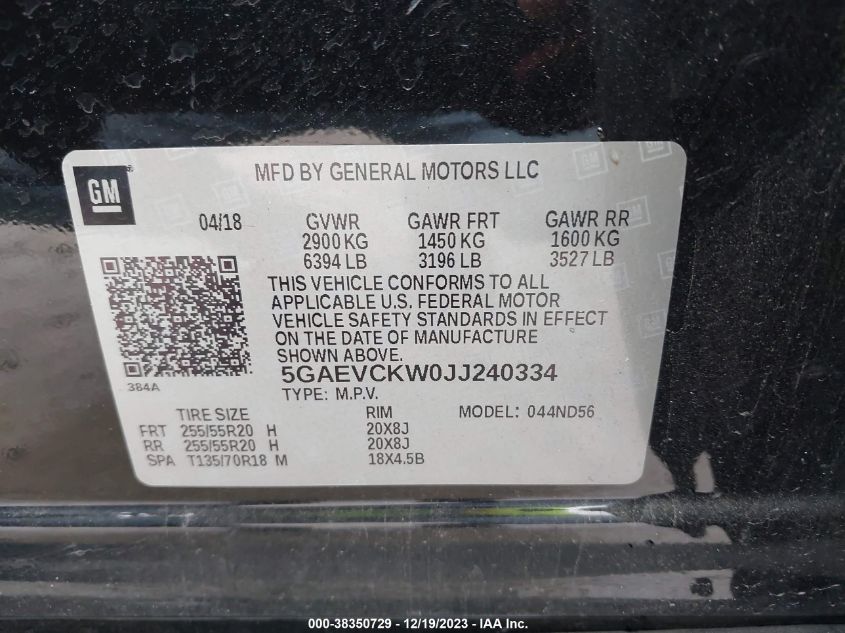 MFD BY GENERAL MOTORS LLC
GM
04/18 GVWR GAWR FRT GAWR RR
2900 KG 1450 KG 1600 KG
6394 LB 3196 LB 3527 LB
THIS VEHICLE CONFORMS TO ALL
APPLICABLE U.S. FEDERAL MOTOR
VEHICLE SAFETY STANDARDS IN EFFECT
ON THE DATE OF MANUFACTURE
SHOWN ABOVE.
384A
5GAEVCKW0JJ240334
TYPE: M.P.V.
TIRE SIZE RIM MODEL: 044ND56
FRT 255/55R20 H 20X8J
RR 255/55R20 H 20X8J
SPA T135/70R18 M 18X4.5B
000-38350729 - 12/19/2023 - IAA Inc.